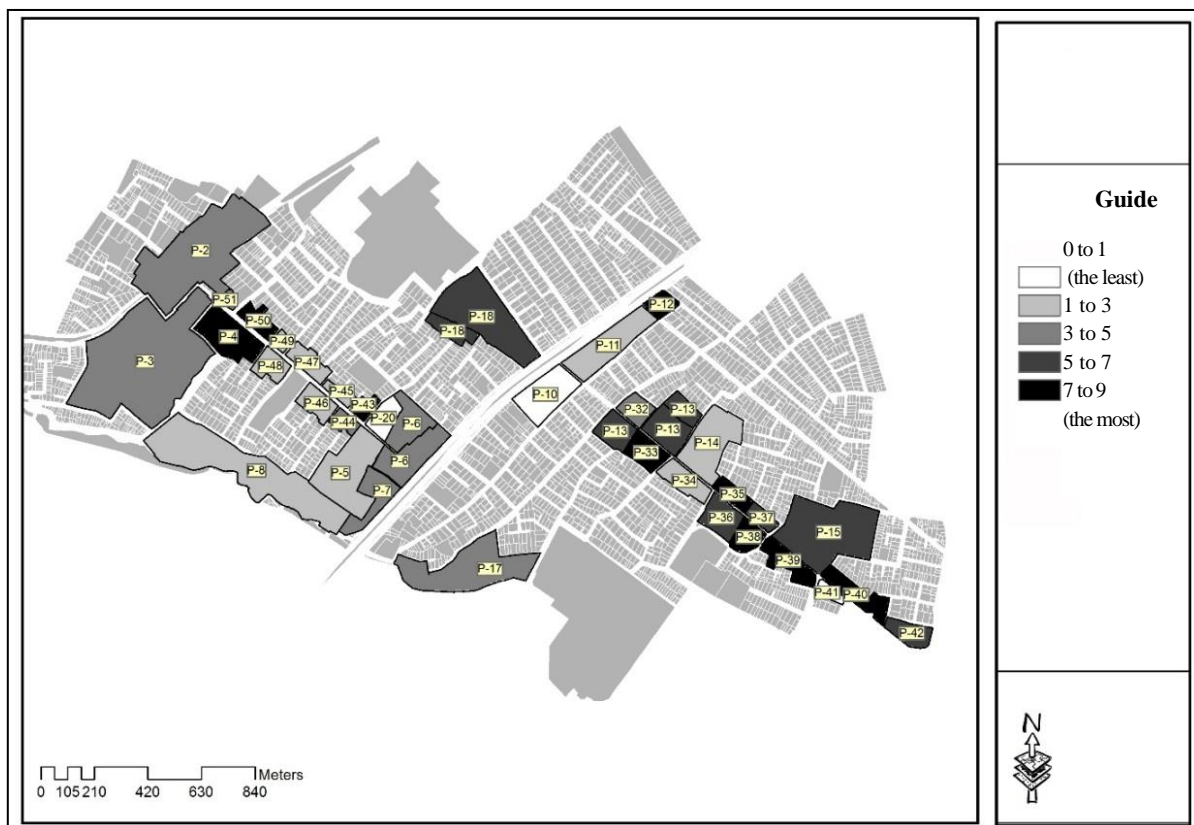 P-2
P-51
P-50
P-4
P-49
P-3
P-48
P-47
P-45
P-46
P-43
P-44
P-20
P-6
P-5
P-6
P-8
P-7
P-18
P-18
P-12
P-11
P-10
P-32
P-13
P-13
P-13
P-14
P-33
P-34
P-35
P-36
P-37
P-38
P-15
P-39
P-41
P-40
P-42
P-17
Meters
0 105 210 420 630 840
Guide
0 to 1
(the least)
1 to 3
3 to 5
5 to 7
7 to 9
(the most)
N